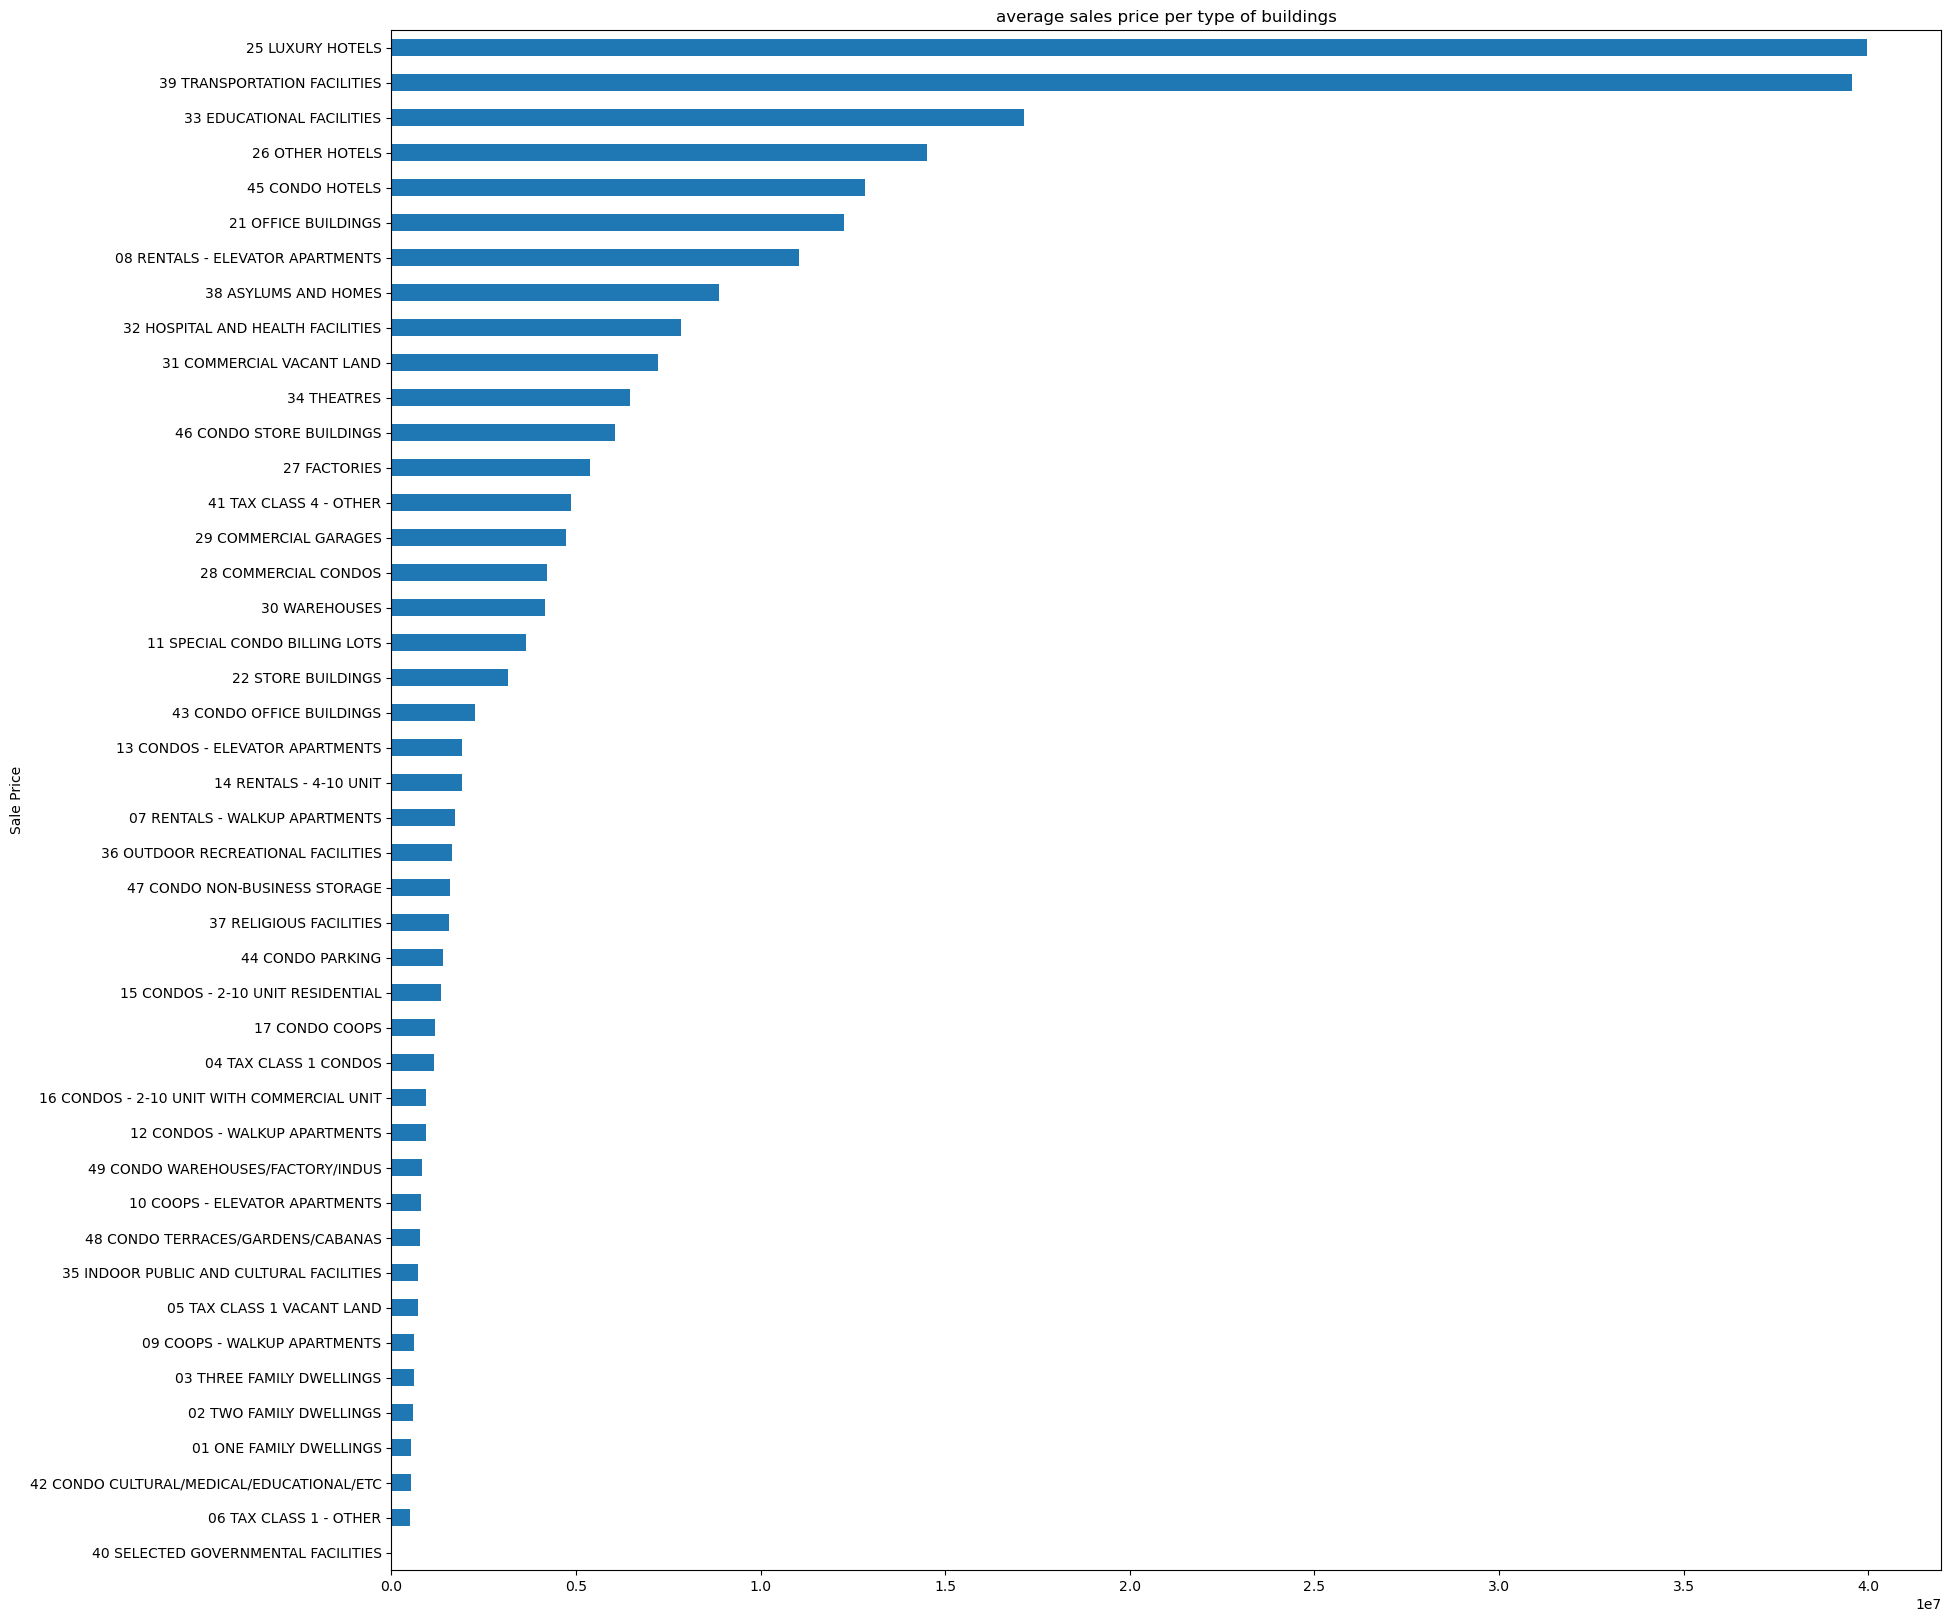 average sales price per type of buildings
25 LUXURY HOTELS
39 TRANSPORTATION FACILITIES
33 EDUCATIONAL FACILITIES
26 OTHER HOTELS
45 CONDO HOTELS
21 OFFICE BUILDINGS
08 RENTALS - ELEVATOR APARTMENTS
38 ASYLUMS AND HOMES
32 HOSPITAL AND HEALTH FACILITIES
31 COMMERCIAL VACANT LAND
34 THEATRES
46 CONDO STORE BUILDINGS
27 FACTORIES
41 TAX CLASS 4 - OTHER
29 COMMERCIAL GARAGES
28 COMMERCIAL CONDOS
30 WAREHOUSES
11 SPECIAL CONDO BILLING LOTS
22 STORE BUILDINGS
43 CONDO OFFICE BUILDINGS
13 CONDOS - ELEVATOR APARTMENTS
14 RENTALS - 4-10 UNIT
07 RENTALS - WALKUP APARTMENTS
36 OUTDOOR RECREATIONAL FACILITIES
47 CONDO NON-BUSINESS STORAGE
37 RELIGIOUS FACILITIES
44 CONDO PARKING
15 CONDOS - 2-10 UNIT RESIDENTIAL
17 CONDO COOPS
04 TAX CLASS 1 CONDOS
16 CONDOS - 2-10 UNIT WITH COMMERCIAL UNIT
12 CONDOS - WALKUP APARTMENTS
49 CONDO WAREHOUSES/FACTORY/INDUS
10 COOPS - ELEVATOR APARTMENTS
48 CONDO TERRACES/GARDENS/CABANAS
35 INDOOR PUBLIC AND CULTURAL FACILITIES
05 TAX CLASS 1 VACANT LAND
09 COOPS - WALKUP APARTMENTS
03 THREE FAMILY DWELLINGS
02 TWO FAMILY DWELLINGS
01 ONE FAMILY DWELLINGS
42 CONDO CULTURAL/MEDICAL/EDUCATIONAL/ETC
06 TAX CLASS 1 - OTHER
40 SELECTED GOVERNMENTAL FACILITIES
Sale Price
0.0 0.5 1.0 1.5 2.0 2.5 3.0 3.5 4.0
1e7